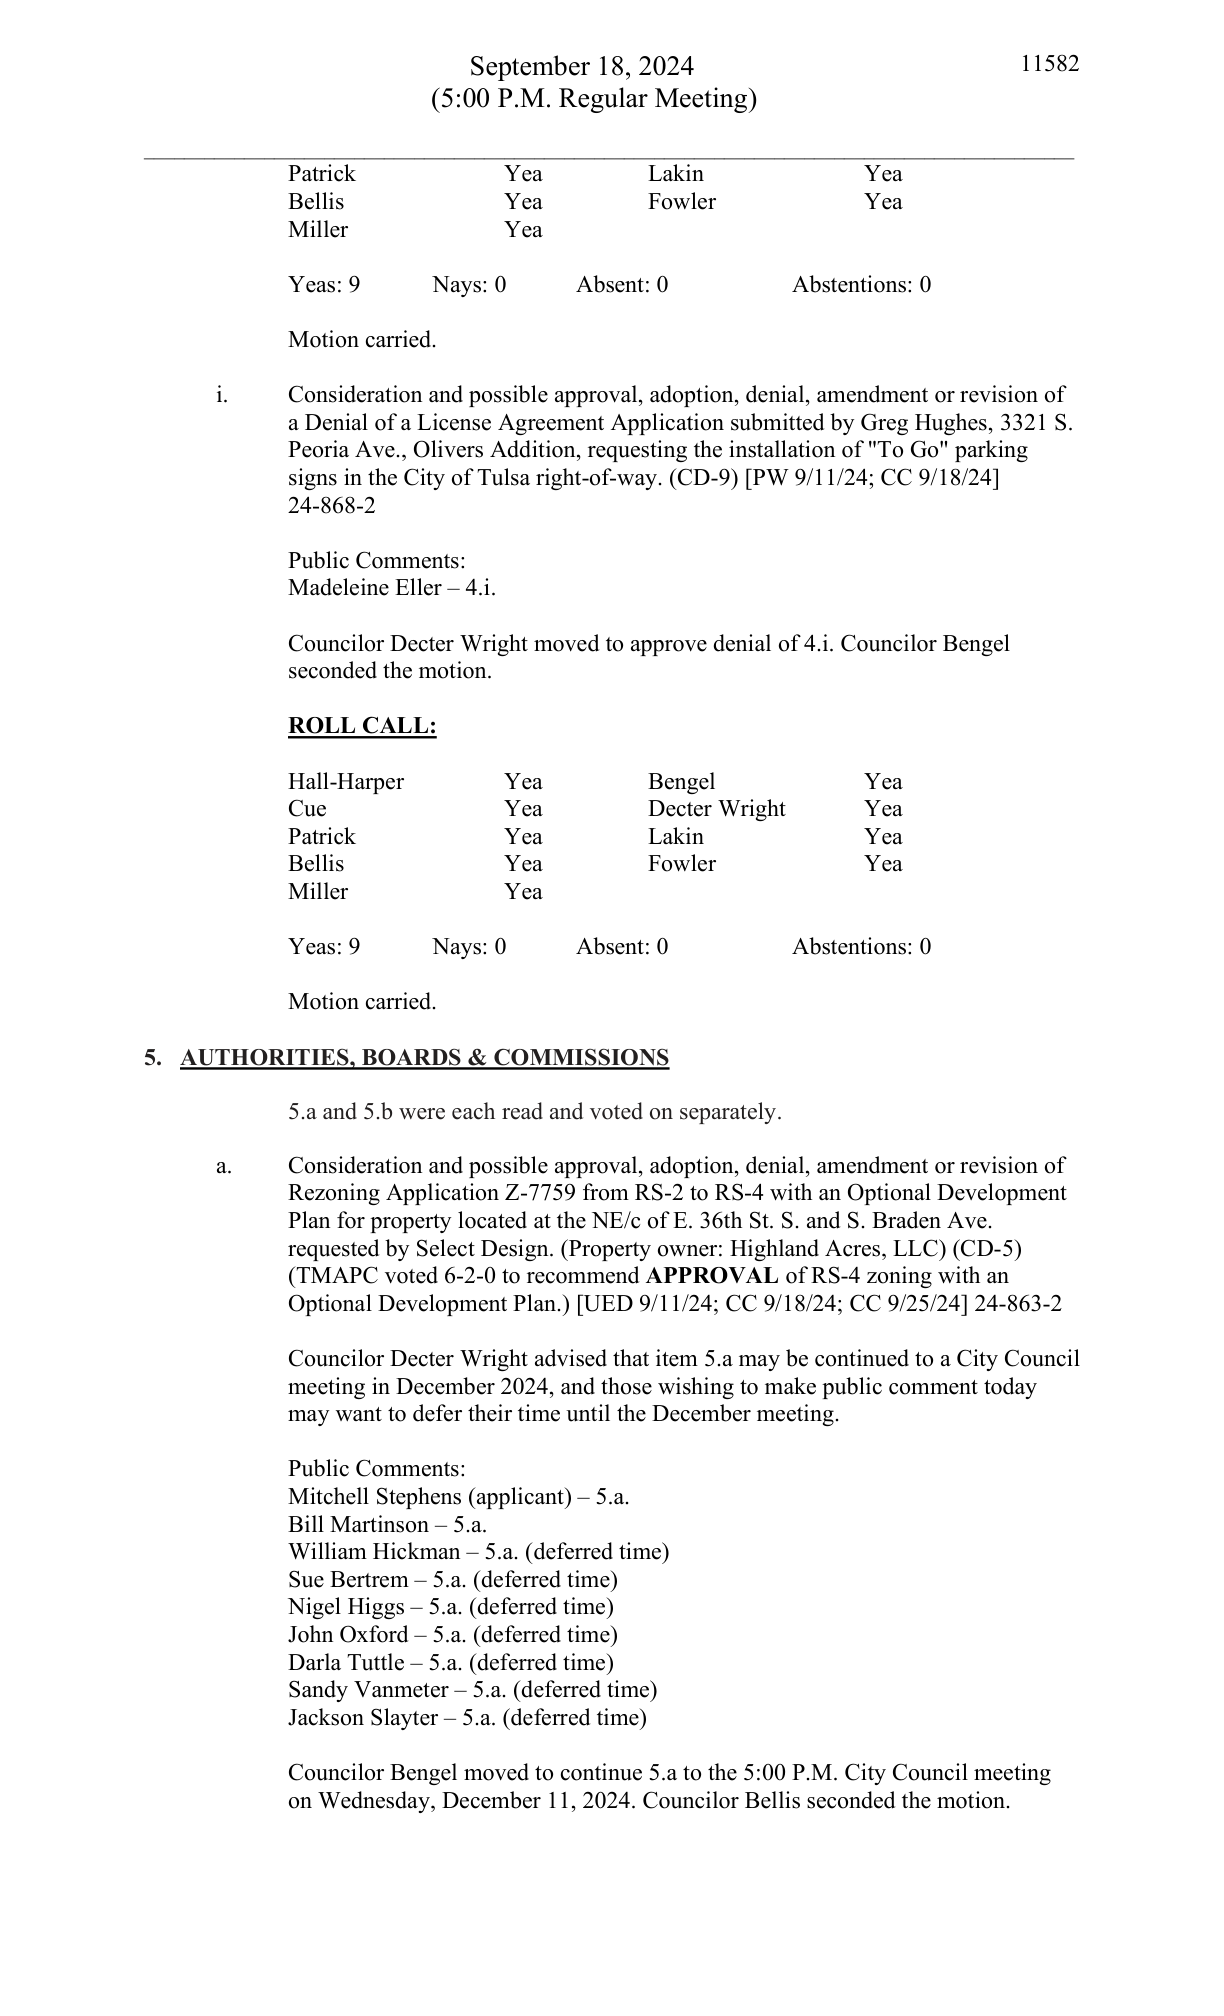 September 18, 2024 11582
(5:00 P.M. Regular Meeting)
Patrick Yea Lakin Yea
Bellis Yea Fowler Yea
Miller Yea
Yeas: 9 Nays: 0 Absent: 0 Abstentions: 0
Motion carried.
i. Consideration and possible approval, adoption, denial, amendment or revision of
a Denial of a License Agreement Application submitted by Greg Hughes, 3321 S.
Peoria Ave., Olivers Addition, requesting the installation of "To Go" parking
signs in the City of Tulsa right-of-way. (CD-9) [PW 9/11/24; CC 9/18/24]
24-868-2
Public Comments:
Madeleine Eller – 4.i.
Councilor Decter Wright moved to approve denial of 4.i. Councilor Bengel
seconded the motion.
ROLL CALL:
Hall-Harper Yea Bengel Yea
Cue Yea Decter Wright Yea
Patrick Yea Lakin Yea
Bellis Yea Fowler Yea
Miller Yea
Yeas: 9 Nays: 0 Absent: 0 Abstentions: 0
Motion carried.
5. AUTHORITIES, BOARDS & COMMISSIONS
5.a and 5.b were each read and voted on separately.
a. Consideration and possible approval, adoption, denial, amendment or revision of
Rezoning Application Z-7759 from RS-2 to RS-4 with an Optional Development
Plan for property located at the NE/c of E. 36th St. S. and S. Braden Ave.
requested by Select Design. (Property owner: Highland Acres, LLC) (CD-5)
(TMAPC voted 6-2-0 to recommend APPROVAL of RS-4 zoning with an
Optional Development Plan.) [UED 9/11/24; CC 9/18/24; CC 9/25/24] 24-863-2
Councilor Decter Wright advised that item 5.a may be continued to a City Council
meeting in December 2024, and those wishing to make public comment today
may want to defer their time until the December meeting.
Public Comments:
Mitchell Stephens (applicant) – 5.a.
Bill Martinson – 5.a.
William Hickman – 5.a. (deferred time)
Sue Bertrem – 5.a. (deferred time)
Nigel Higgs – 5.a. (deferred time)
John Oxford – 5.a. (deferred time)
Darla Tuttle – 5.a. (deferred time)
Sandy Vanmeter – 5.a. (deferred time)
Jackson Slayter – 5.a. (deferred time)
Councilor Bengel moved to continue 5.a to the 5:00 P.M. City Council meeting
on Wednesday, December 11, 2024. Councilor Bellis seconded the motion.